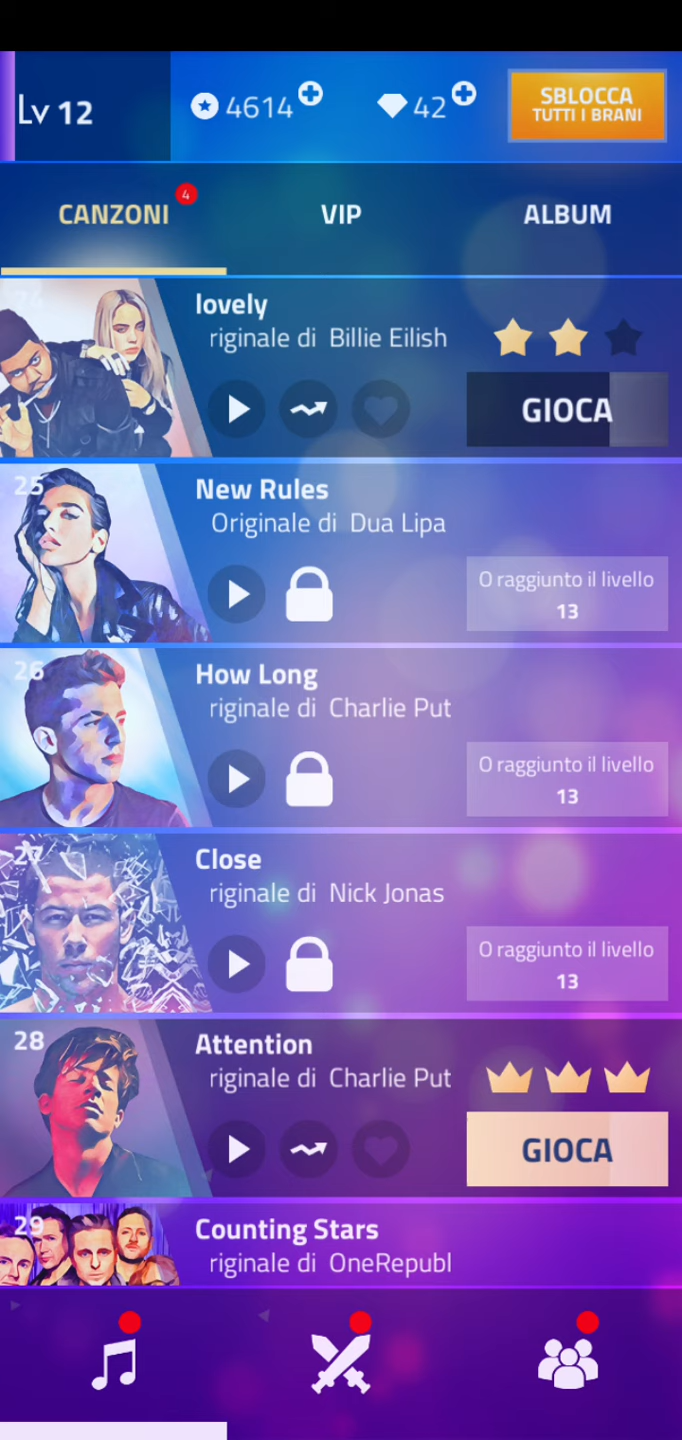 Lv 12
4614
42
SBLOCCA
TUTTI I BRANI
CANZONI
4
VIP
ALBUM
24
lovely
riginale di Billie Eilish
GIOCA
25
New Rules
Originale di Dua Lipa
O raggiunto il livello
13
26
How Long
riginale di Charlie Put
O raggiunto il livello
13
27
Close
riginale di Nick Jonas
O raggiunto il livello
13
28
Attention
riginale di Charlie Put
GIOCA
29
Counting Stars
riginale di OneRepubl